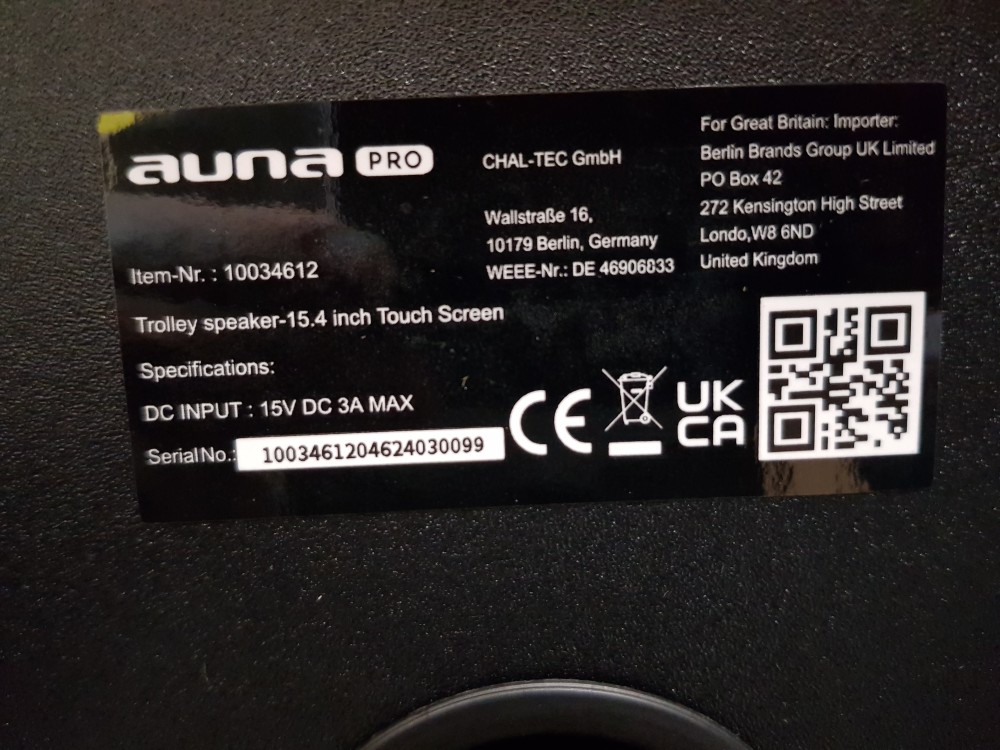 auna PRO
Item-Nr. : 10034612
Trolley speaker-15.4 inch Touch Screen
Specifications:
DC INPUT : 15V DC 3A MAX
Serial No.: 1003461204624030099
CHAL-TEC GmbH
Wallstraße 16,
10179 Berlin, Germany
WEEE-Nr.: DE 46906833
For Great Britain: Importer:
Berlin Brands Group UK Limited
PO Box 42
272 Kensington High Street
Londo,W8 6ND
United Kingdom
CE
UK
CA